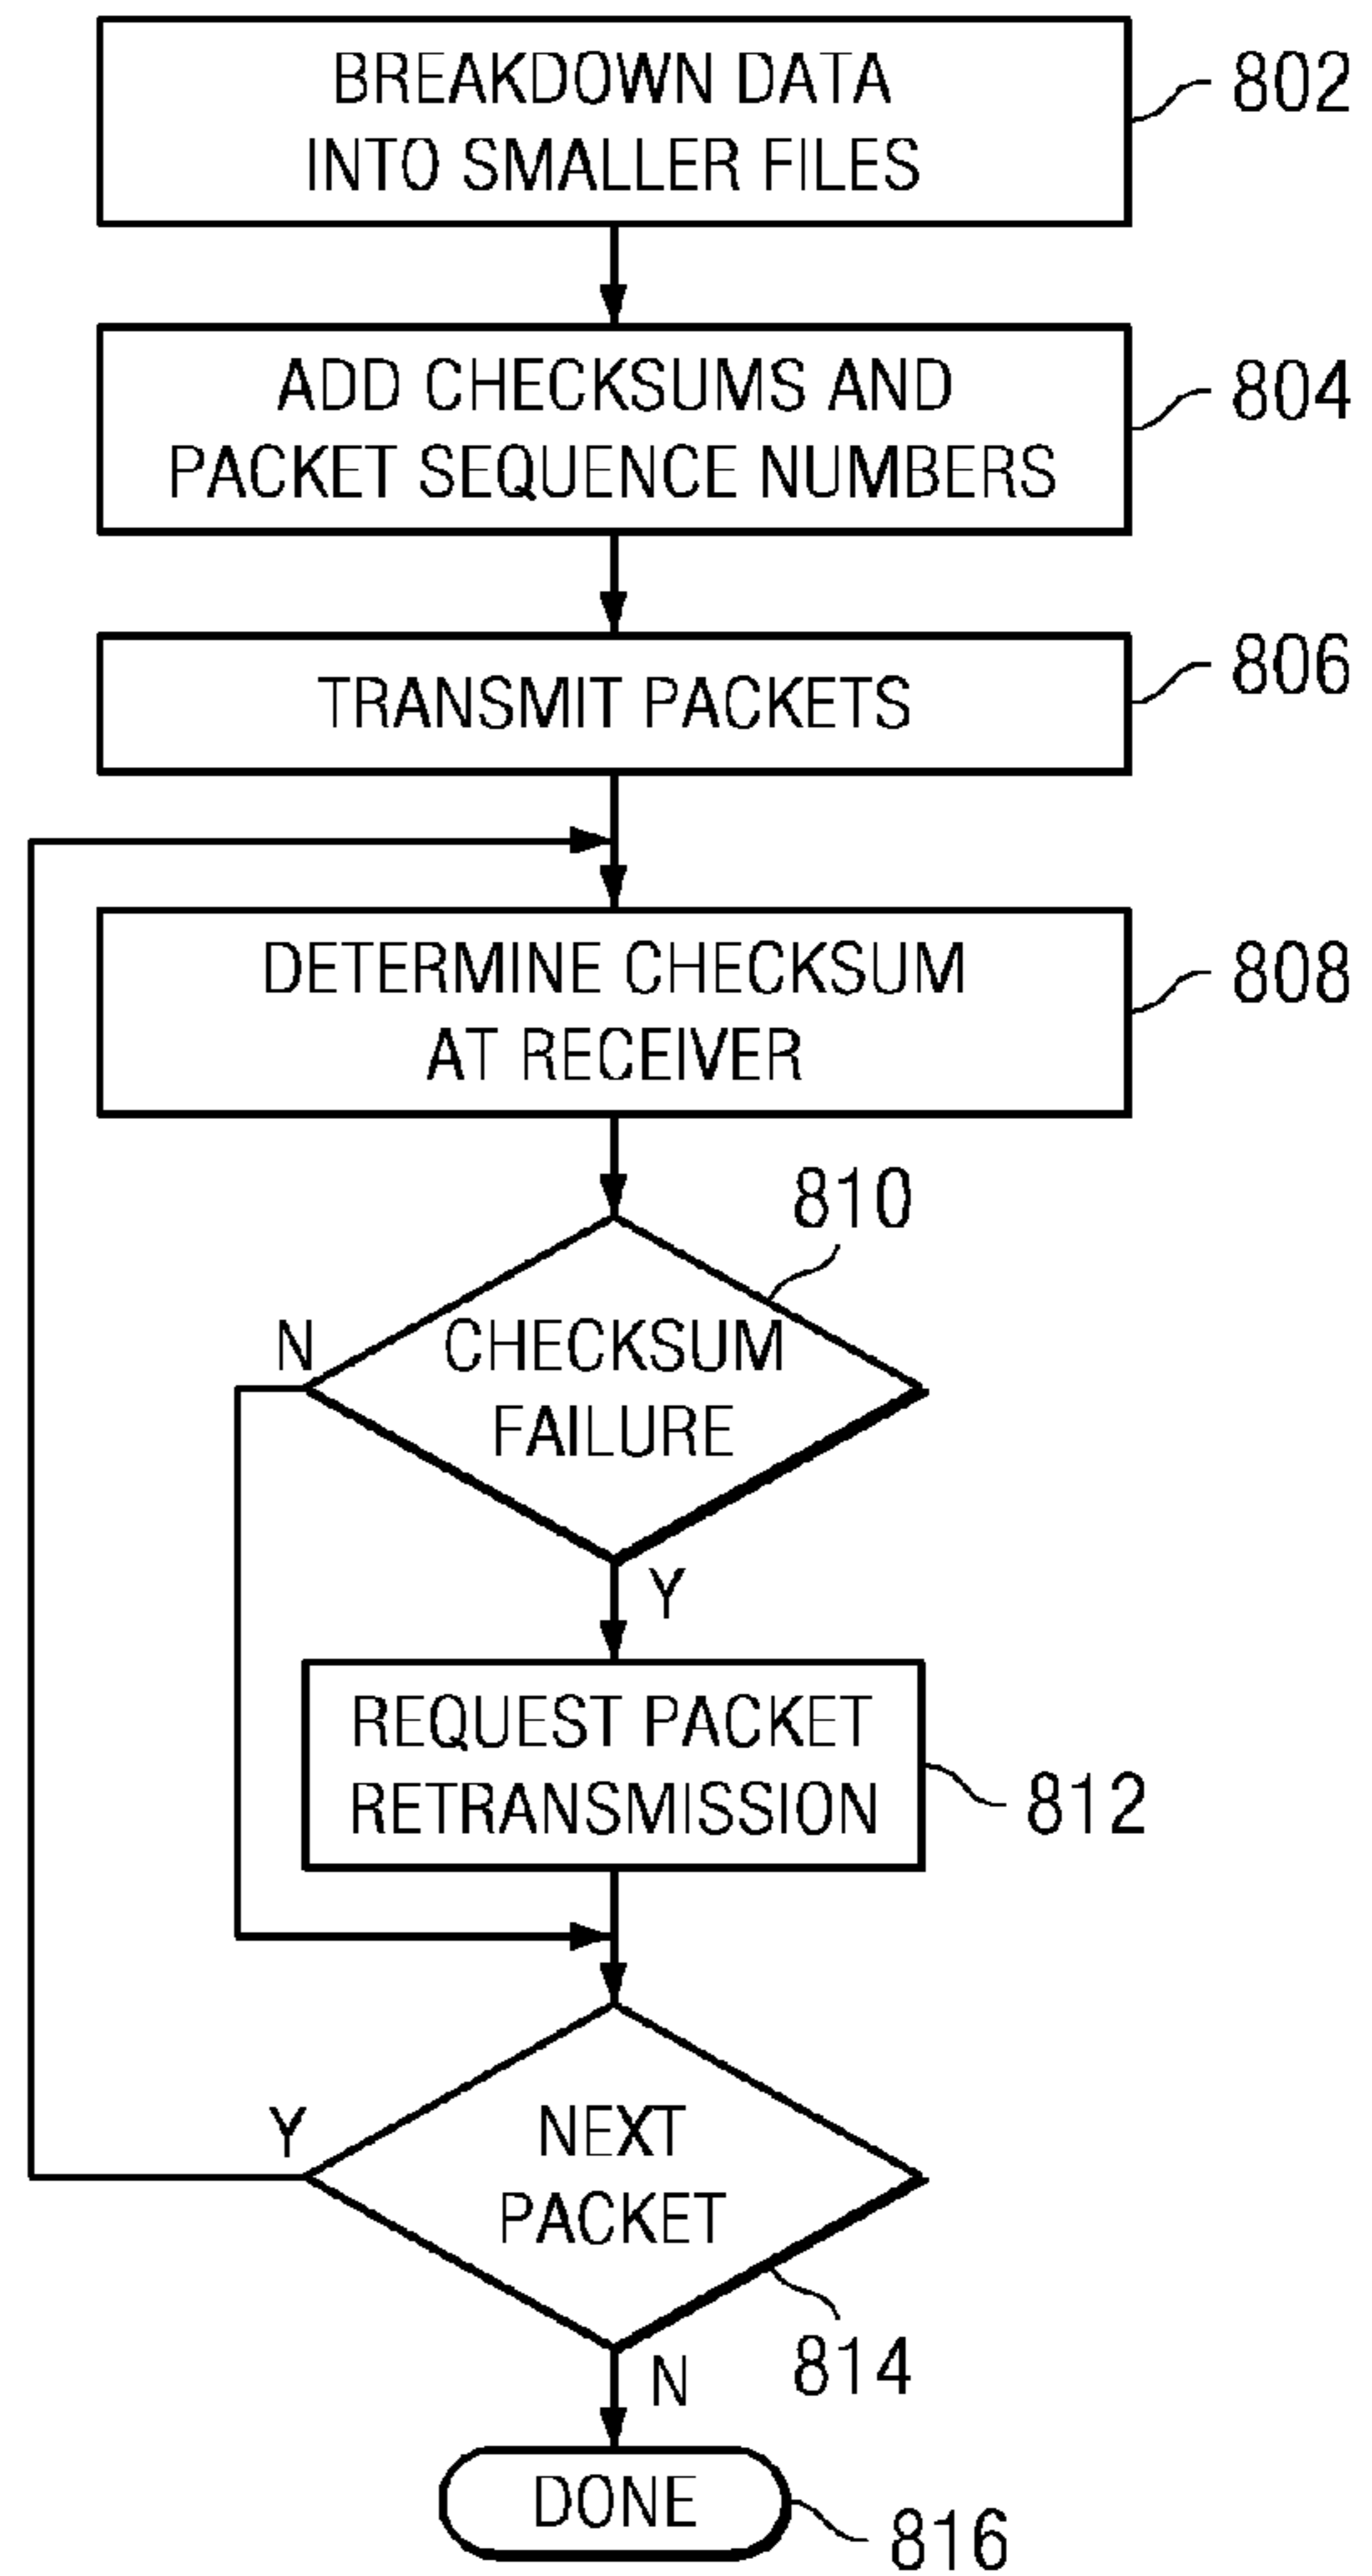 BREAKDOWN DATA
INTO SMALLER FILES
802
ADD CHECKSUMS AND
PACKET SEQUENCE NUMBERS
804
TRANSMIT PACKETS
806
DETERMINE CHECKSUM
AT RECEIVER
808
810
N
CHECKSUM
FAILURE
Y
REQUEST PACKET
RETRANSMISSION
812
Y
NEXT
PACKET
814
N
DONE
816